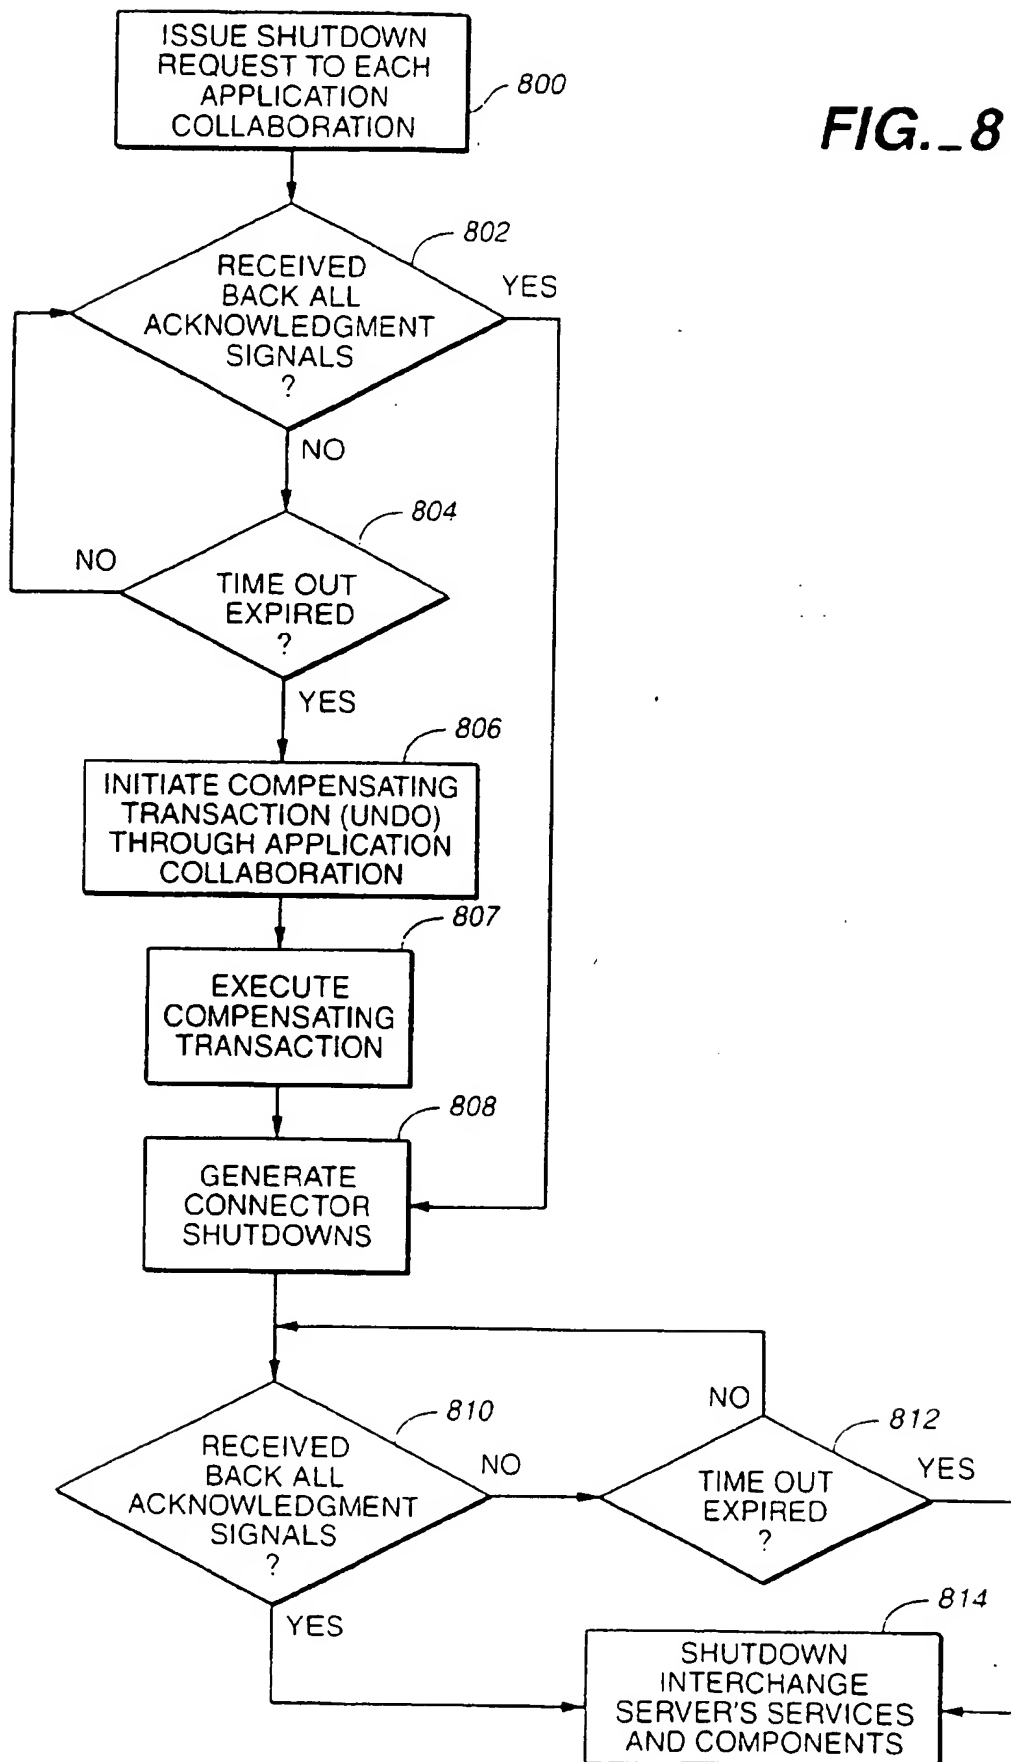 ISSUE SHUTDOWN
REQUEST TO EACH
APPLICATION
COLLABORATION
800
FIG._8
802
RECEIVED
BACK ALL
ACKNOWLEDGMENT
SIGNALS
?
YES
NO
804
NO
TIME OUT
EXPIRED
?
YES
806
INITIATE COMPENSATING
TRANSACTION (UNDO)
THROUGH APPLICATION
COLLABORATION
807
EXECUTE
COMPENSATING
TRANSACTION
808
GENERATE
CONNECTOR
SHUTDOWNS
810
RECEIVED
BACK ALL
ACKNOWLEDGMENT
SIGNALS
?
NO
YES
NO
812
TIME OUT
EXPIRED
?
YES
814
SHUTDOWN
INTERCHANGE
SERVER'S SERVICES
AND COMPONENTS